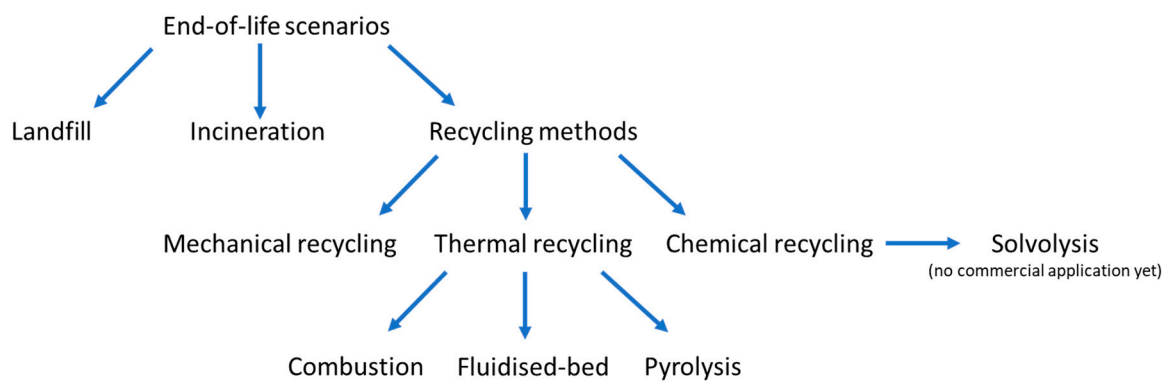 End-of-life scenarios
Landfill
Incineration
Recycling methods
Mechanical recycling
Thermal recycling
Chemical recycling
Solvolysis
(no commercial application yet)
Combustion
Fluidised-bed
Pyrolysis